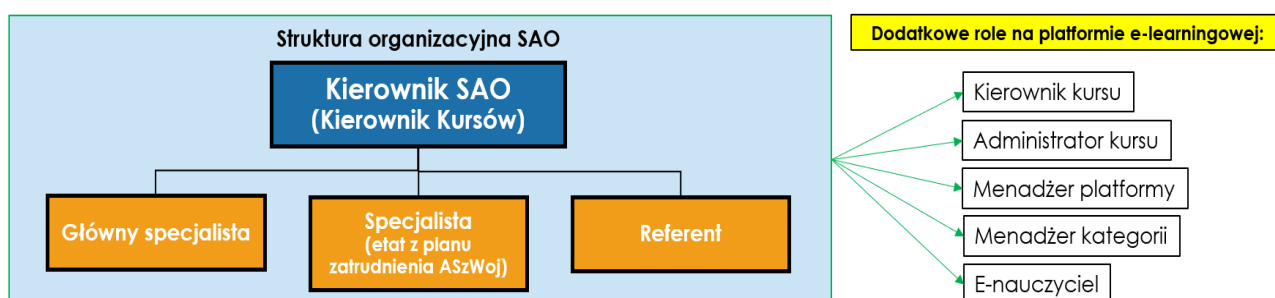 Struktura organizacyjna SAO
Kierownik SAO
(Kierownik Kursów)
Główny specjalista
Specjalista
(etat z planu
zatrudnienia ASzWoj)
Referent
Dodatkowe role na platformie e-learningowej:
Kierownik kursu
Administrator kursu
Menadżer platformy
Menadżer kategorii
E-nauczyciel